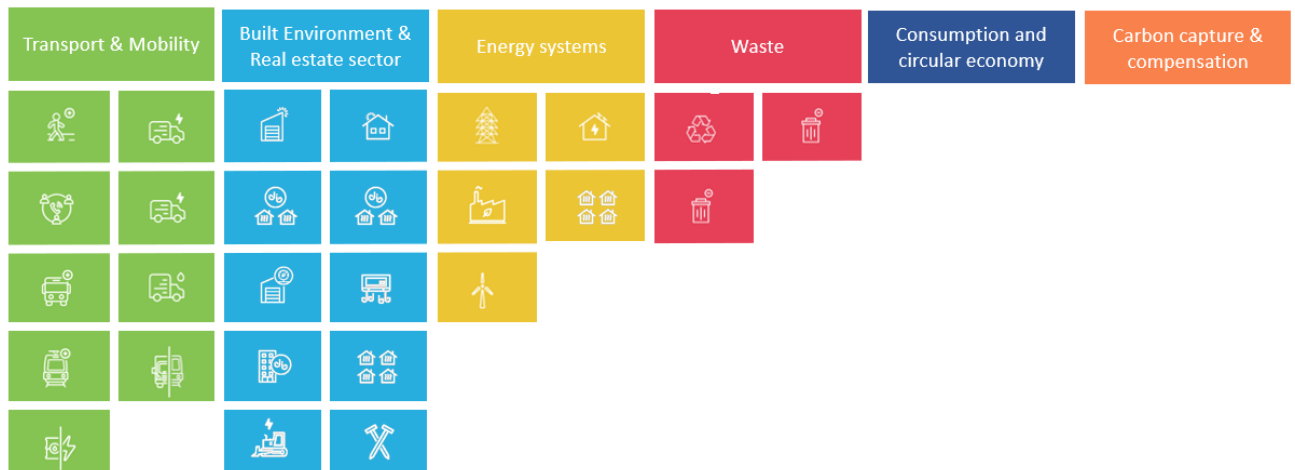 Transport & Mobility
Built Environment &
Real estate sector
Energy systems
Waste
Consumption and
circular economy
Carbon capture &
compensation